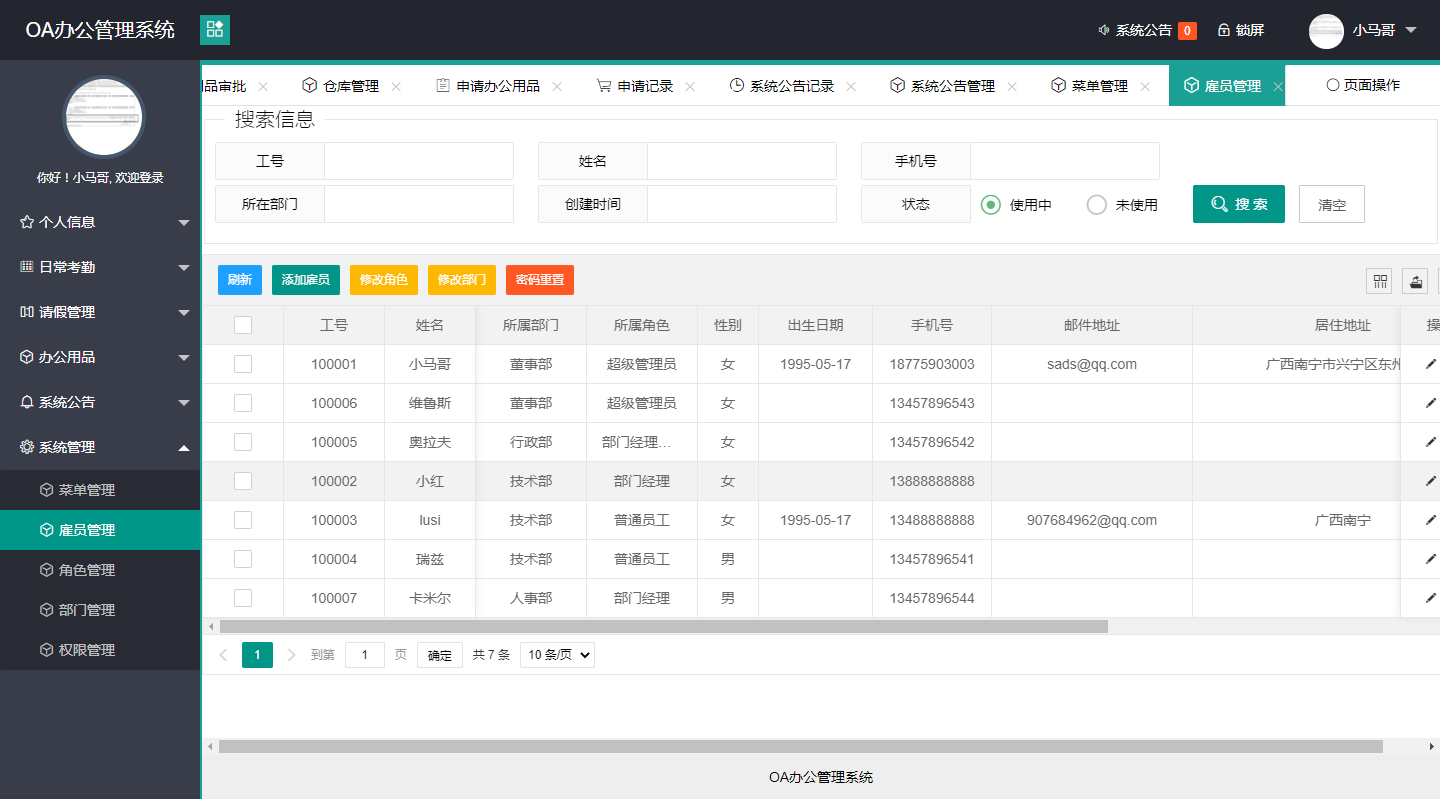 OA办公管理系统
系统公告 0 锁屏 小马哥
你好！小马哥, 欢迎登录
个人信息
日常考勤
请假管理
办公用品
系统公告
系统管理
菜单管理
雇员管理
角色管理
部门管理
权限管理
品审批 仓库管理 申请办公用品 申请记录 系统公告记录 系统公告管理 菜单管理 雇员管理 页面操作
搜索信息
工号 姓名 手机号
所在部门 创建时间 状态 使用中 未使用 搜 索 清空
刷新 添加雇员 修改角色 修改部门 密码重置
工号 姓名 所属部门 所属角色 性别 出生日期 手机号 邮件地址 居住地址 操
100001 小马哥 董事部 超级管理员 女 1995-05-17 18775903003 sads@qq.com 广西南宁市兴宁区东州
100006 维鲁斯 董事部 超级管理员 女 13457896543
100005 奥拉夫 行政部 部门经理… 女 13457896542
100002 小红 技术部 部门经理 女 13888888888
100003 lusi 技术部 普通员工 女 1995-05-17 13488888888 907684962@qq.com 广西南宁
100004 瑞兹 技术部 普通员工 男 13457896541
100007 卡米尔 人事部 部门经理 男 13457896544
1 到第 1 页 确定 共 7 条 10 条/页
OA办公管理系统